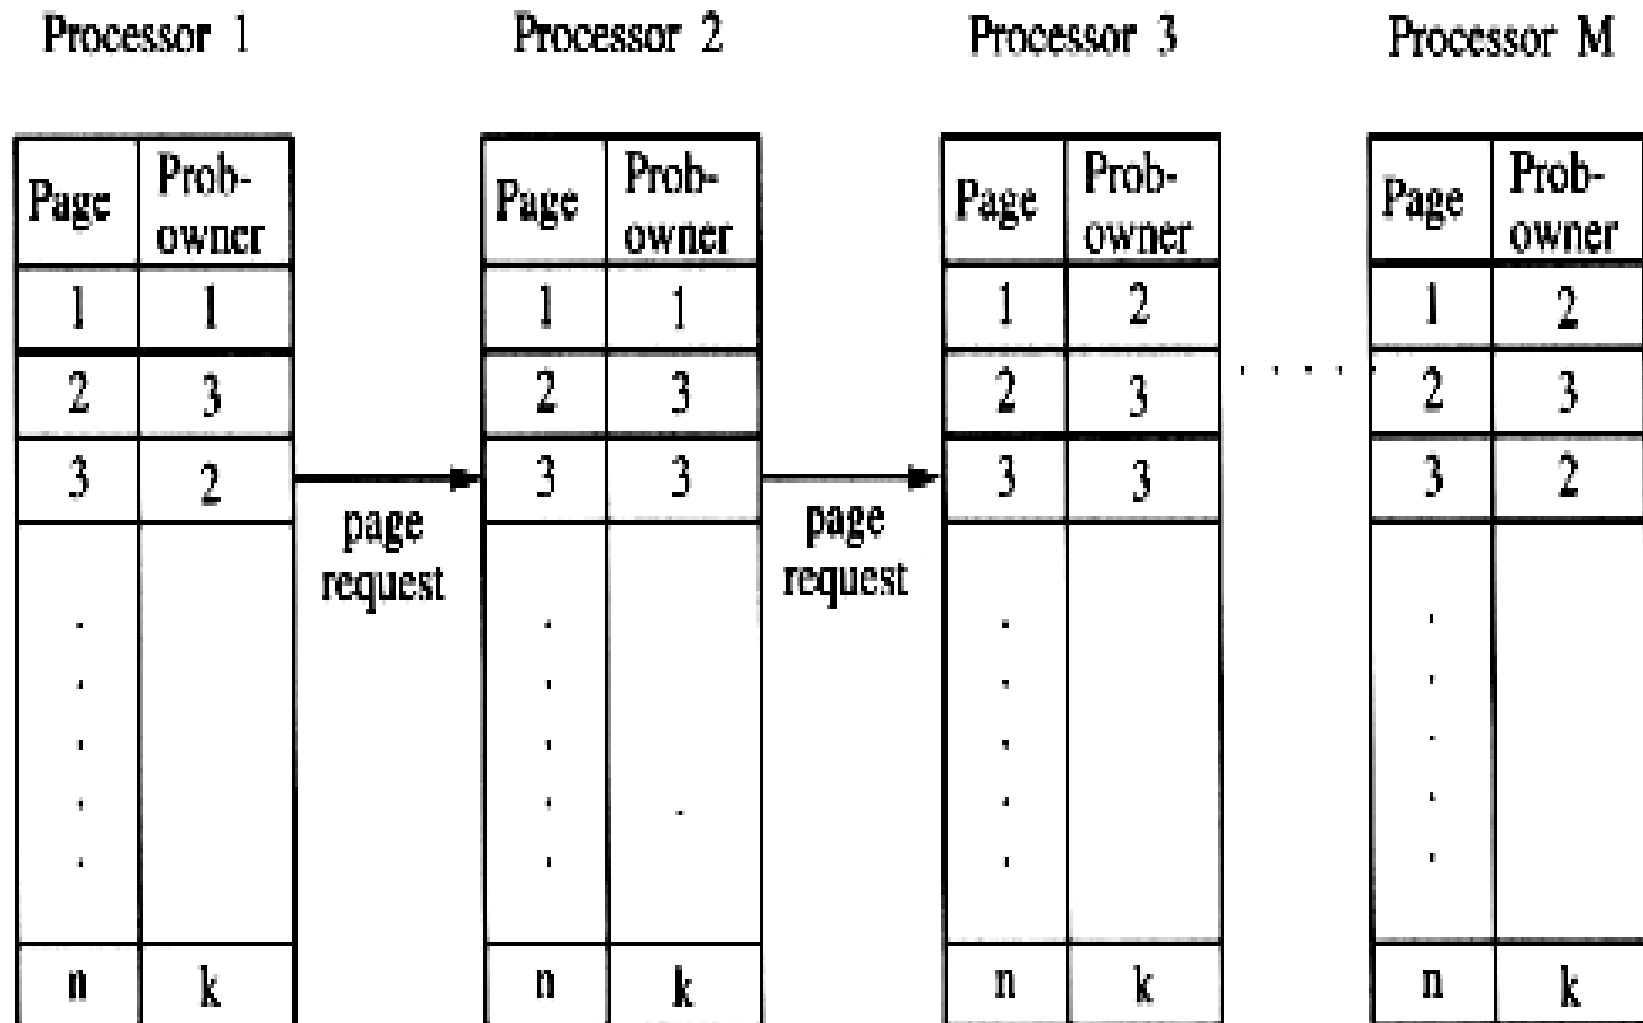 Processor 1 Processor 2 Processor 3 Processor M
Page Prob-owner Page Prob-owner Page Prob-owner Page Prob-owner
1 1 1 1 1 2 1 2
2 3 2 3 2 3 . . . . . 2 3
3 2 3 3 3 3 3 2
page request page request
n k n k n k n k